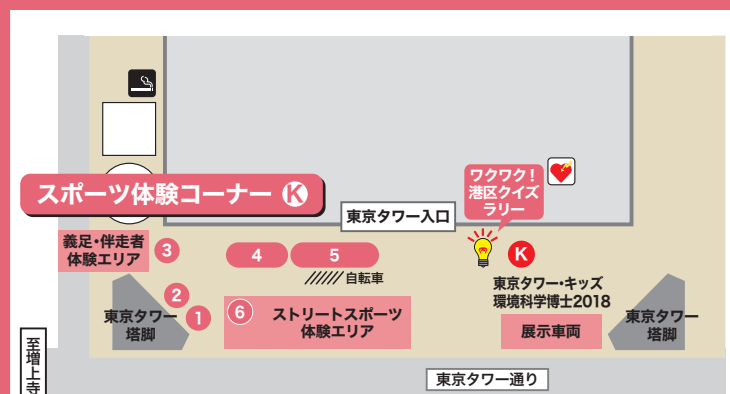 スポーツ体験コーナー K
ワクワク！
港区クイズ
ラリー
東京タワー入口
義足・伴走者
体験エリア
3
4
5
自転車
K
東京タワー・キッズ
環境科学博士2018
2
1
東京タワー
塔脚
6
ストリートスポーツ
体験エリア
展示車両
東京タワー
塔脚
至増上寺
東京タワー通り